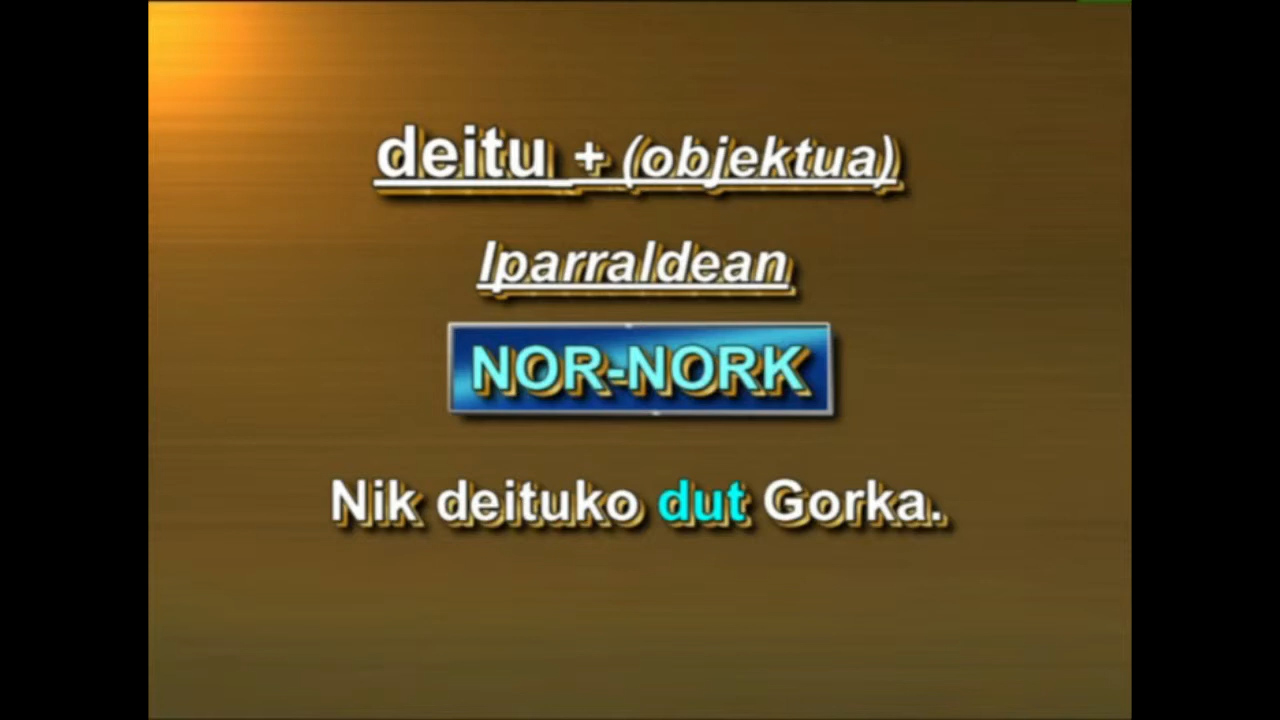 deitu + (objektua)
Iparraldean
NOR-NORK
Nik deituko dut Gorka.